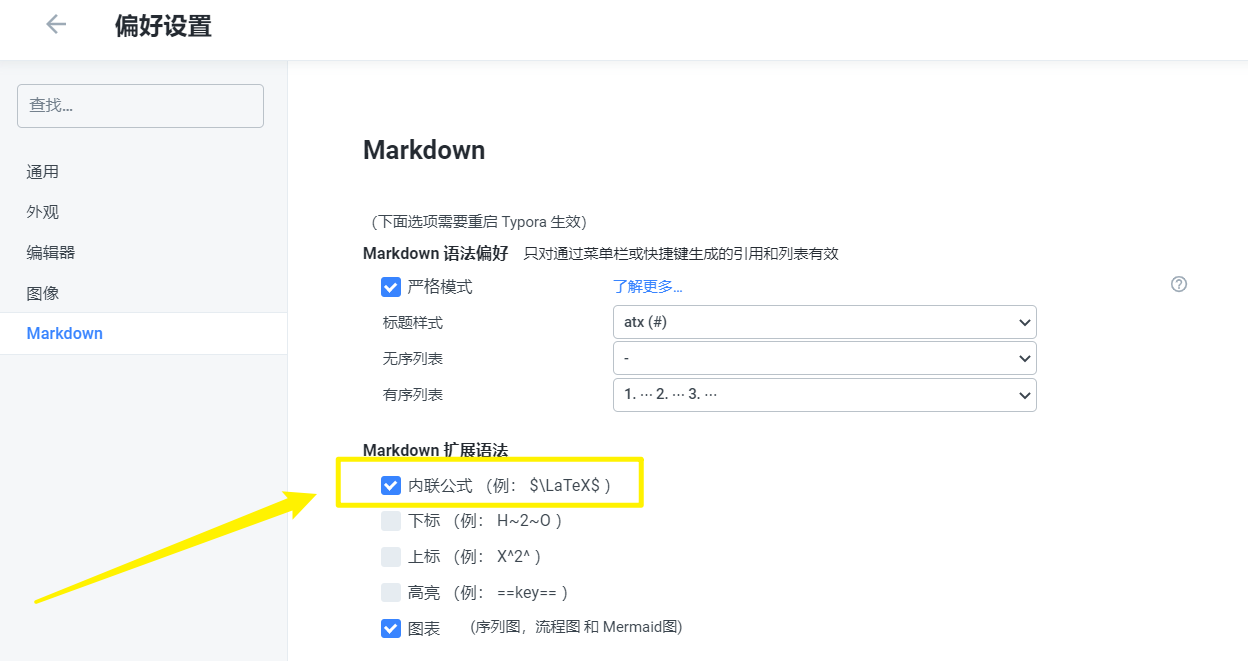 偏好设置
查找...
通用
外观
编辑器
图像
Markdown
Markdown
(下面选项需要重启 Typora 生效)
Markdown 语法偏好 只对通过菜单栏或快捷键生成的引用和列表有效
严格模式 了解更多... ?
标题样式 atx (#)
无序列表 -
有序列表 1. ··· 2. ··· 3. ···
Markdown 扩展语法
内联公式 (例: $\LaTeX$ )
下标 (例: H~2~O )
上标 (例: X^2^ )
高亮 (例: ==key== )
图表 (序列图，流程图 和 Mermaid图)